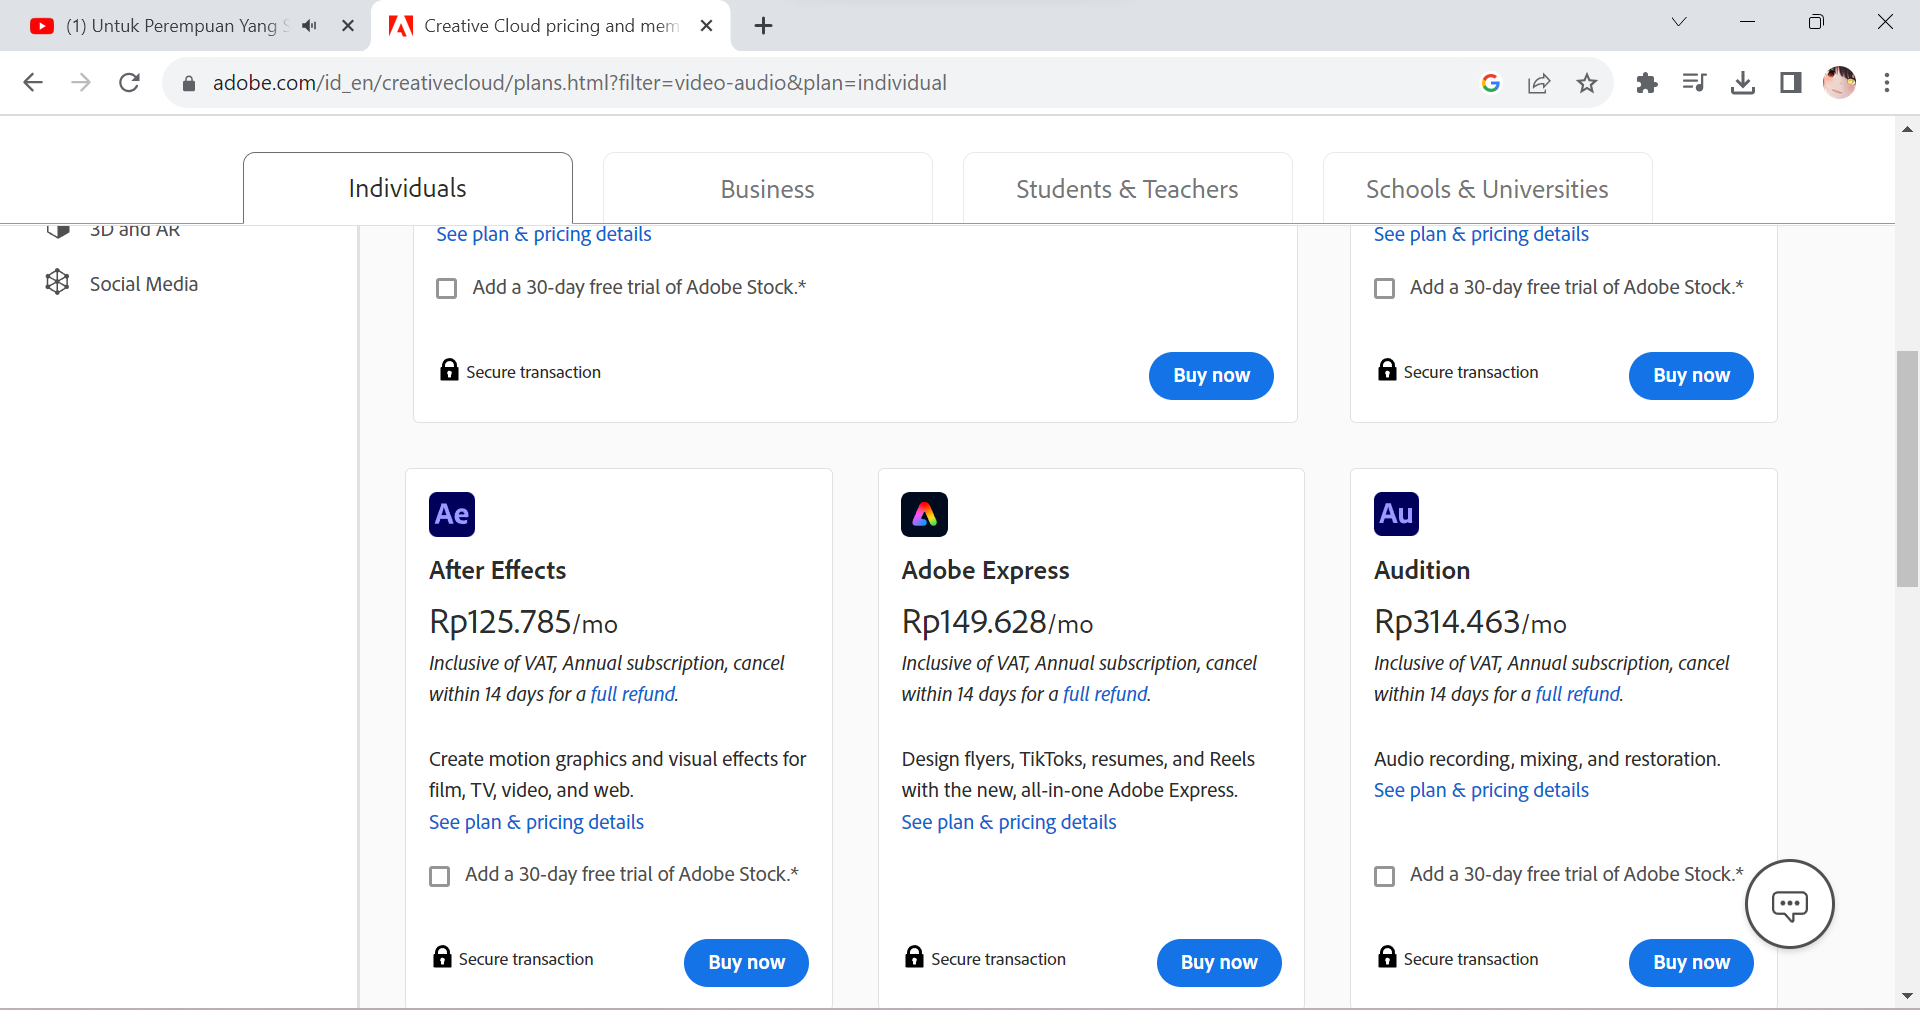 (1) Untuk Perempuan Yang
Creative Cloud pricing and mem
adobe.com/id_en/creativecloud/plans.html?filter=video-audio&plan=individual
Individuals
Business
Students & Teachers
Schools & Universities
3D and AR
Social Media
See plan & pricing details
Add a 30-day free trial of Adobe Stock.*
Secure transaction
Buy now
See plan & pricing details
Add a 30-day free trial of Adobe Stock.*
Secure transaction
Buy now
Ae
After Effects
Rp125.785/mo
Inclusive of VAT, Annual subscription, cancel
within 14 days for a full refund.
Create motion graphics and visual effects for
film, TV, video, and web.
See plan & pricing details
Add a 30-day free trial of Adobe Stock.*
Secure transaction
Buy now
Adobe Express
Rp149.628/mo
Inclusive of VAT, Annual subscription, cancel
within 14 days for a full refund.
Design flyers, TikToks, resumes, and Reels
with the new, all-in-one Adobe Express.
See plan & pricing details
Secure transaction
Buy now
Au
Audition
Rp314.463/mo
Inclusive of VAT, Annual subscription, cancel
within 14 days for a full refund.
Audio recording, mixing, and restoration.
See plan & pricing details
Add a 30-day free trial of Adobe Stock.*
Secure transaction
Buy now